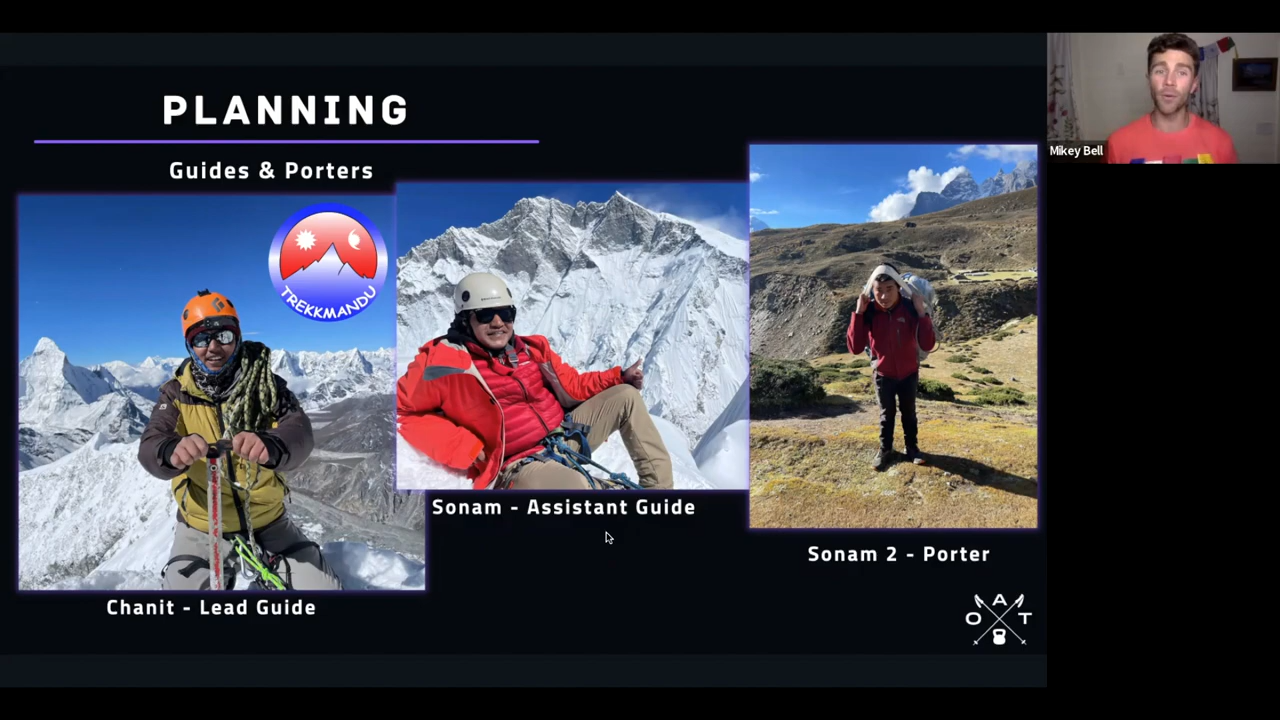 PLANNING
Guides & Porters
TREKKMANDU
Mikey Bell
Sonam - Assistant Guide
Sonam 2 - Porter
Chanit - Lead Guide
A
O T